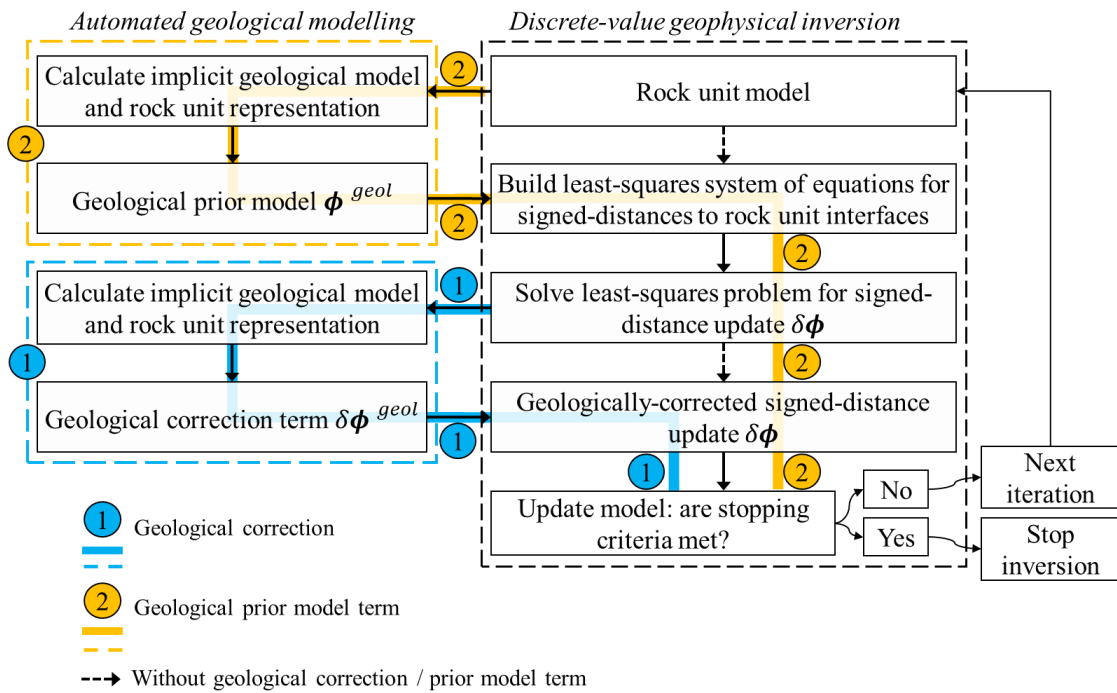 Automated geological modelling
Discrete-value geophysical inversion
2
Calculate implicit geological model
and rock unit representation
2
Rock unit model
Geological prior model ϕ geol
2
Build least-squares system of equations for
signed-distances to rock unit interfaces
2
1
Calculate implicit geological model
and rock unit representation
1
Solve least-squares problem for signed-
distance update δϕ
2
Geological correction term δϕ geol
1
Geologically-corrected signed-distance
update δϕ
1
2
Update model: are stopping
criteria met?
No
Yes
Next
iteration
Stop
inversion
1
Geological correction
2
Geological prior model term
Without geological correction / prior model term